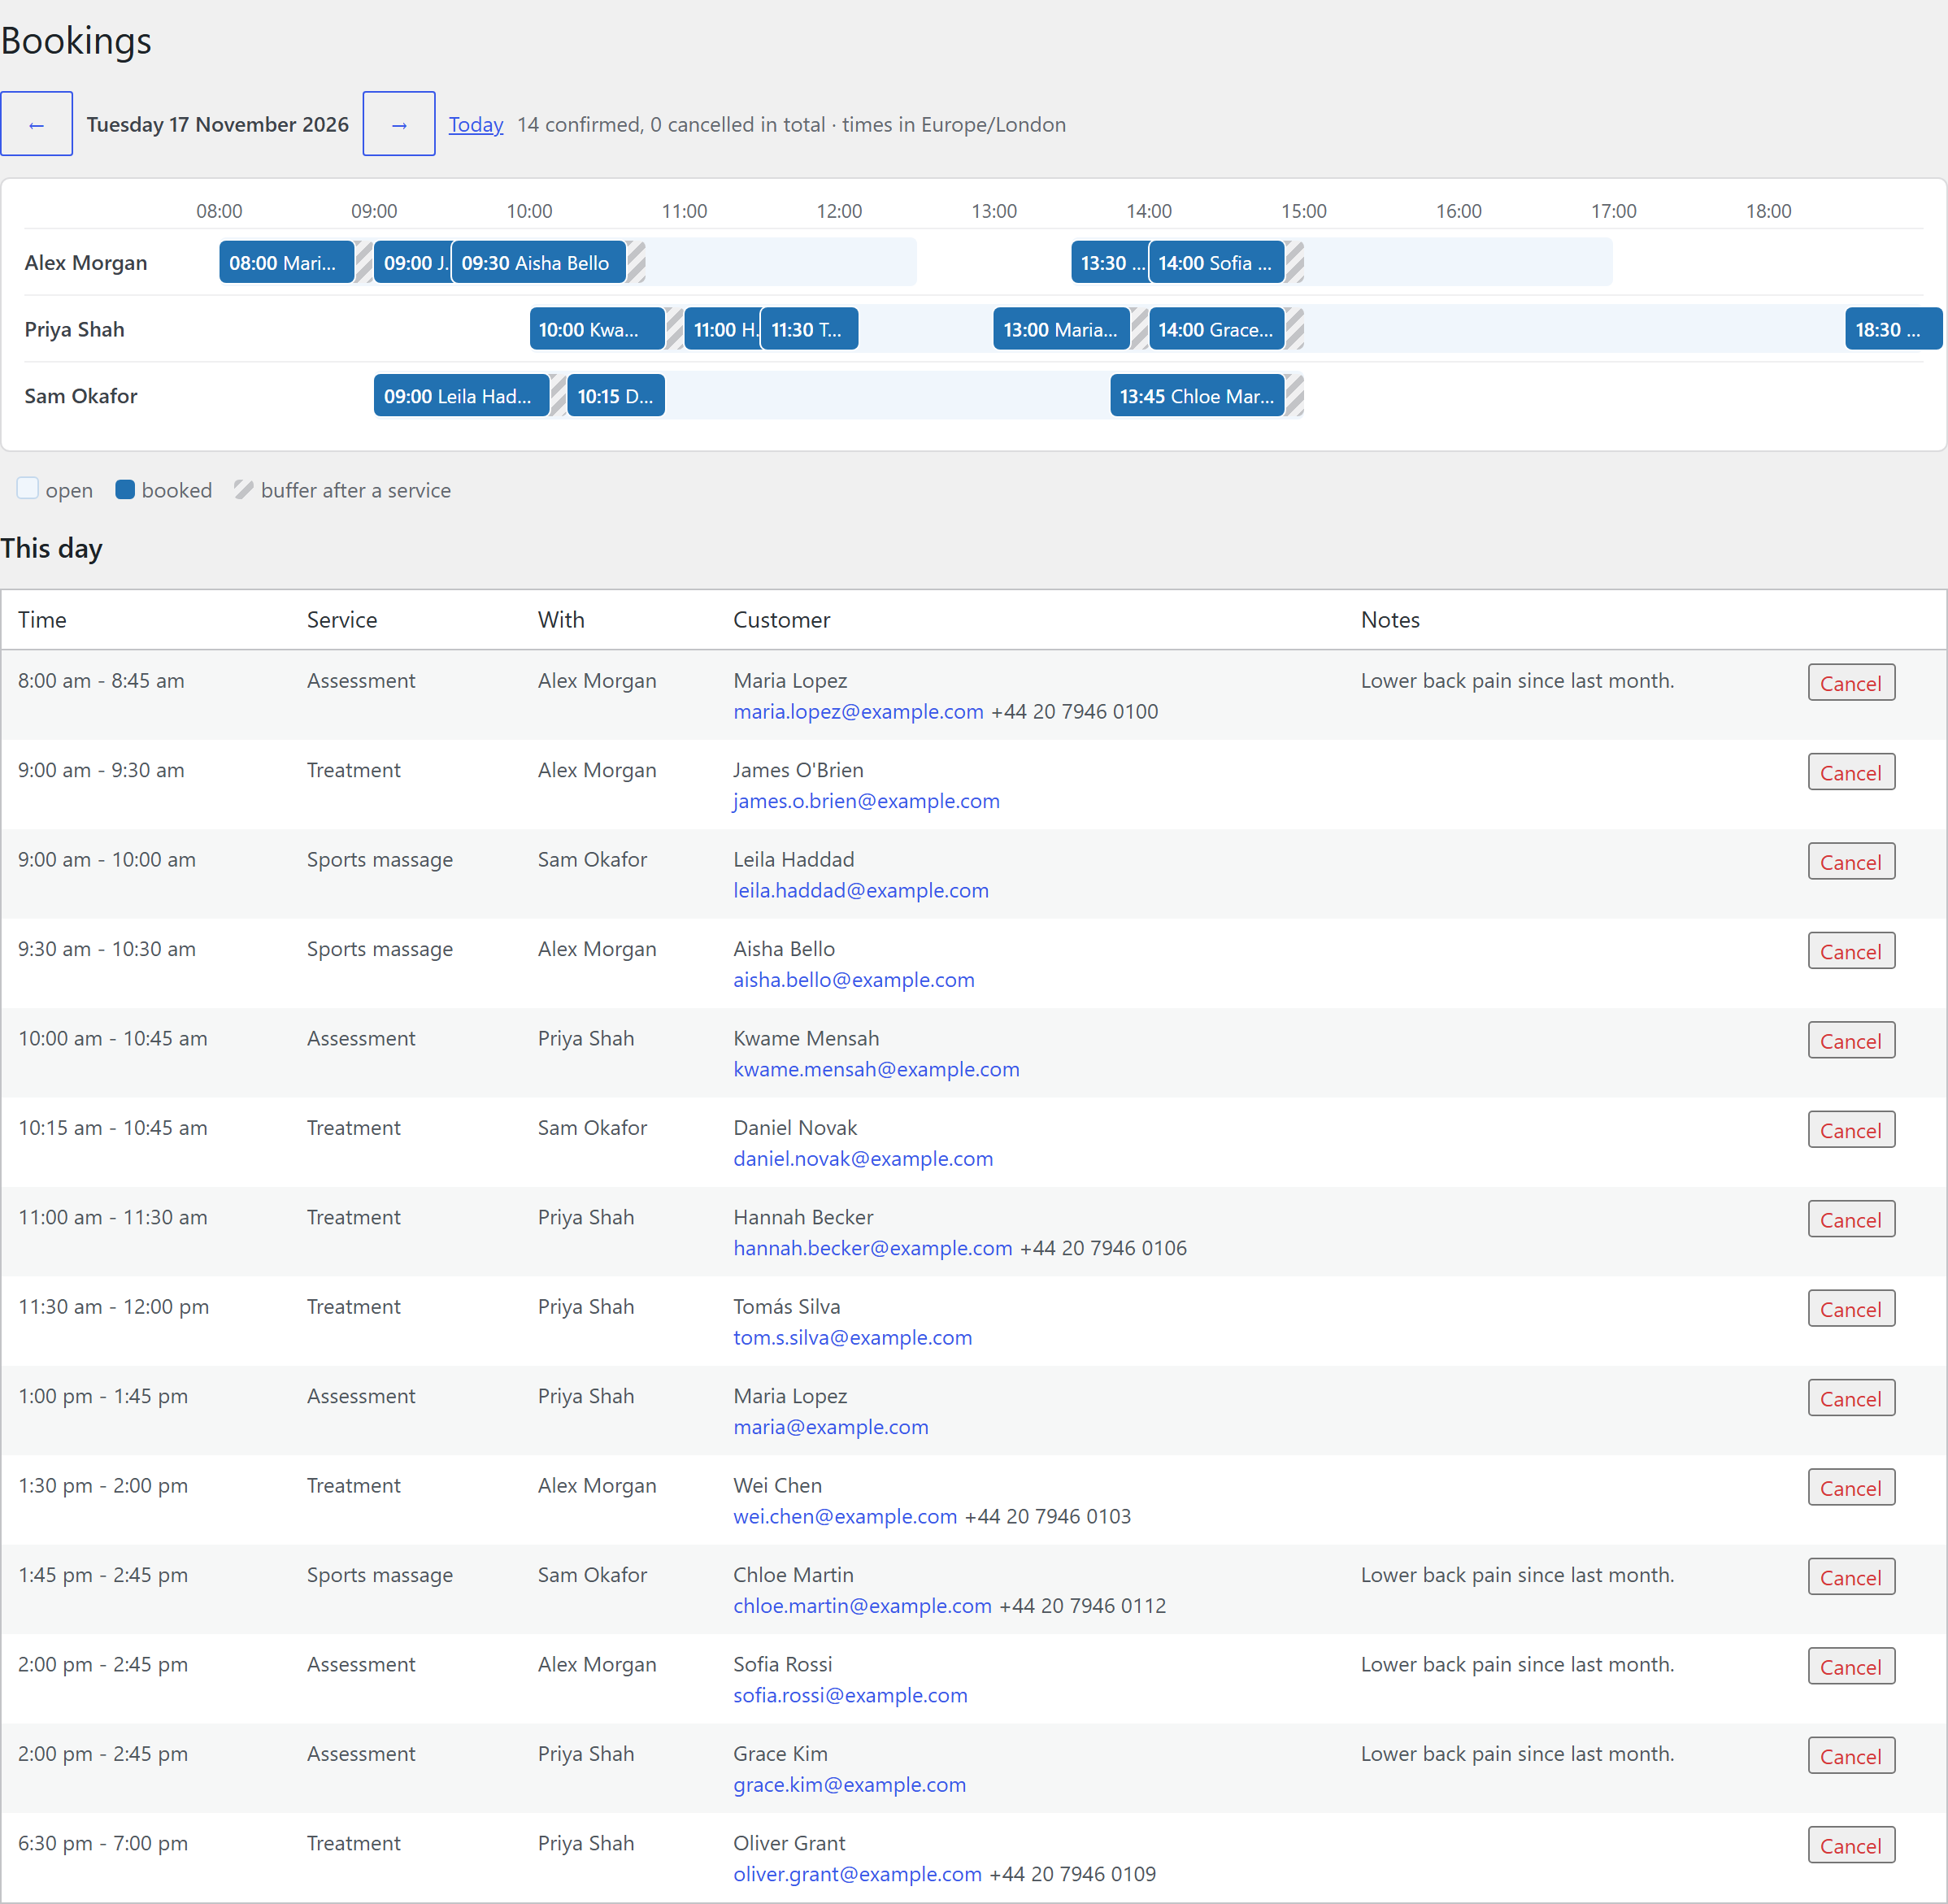 Bookings
← Tuesday 17 November 2026 → Today 14 confirmed, 0 cancelled in total · times in Europe/London
08:00 09:00 10:00 11:00 12:00 13:00 14:00 15:00 16:00 17:00 18:00
Alex Morgan 08:00 Mari... 09:00 J. 09:30 Aisha Bello 13:30 ... 14:00 Sofia ...
Priya Shah 10:00 Kwa... 11:00 H. 11:30 T... 13:00 Maria... 14:00 Grace... 18:30 ...
Sam Okafor 09:00 Leila Had... 10:15 D... 13:45 Chloe Mar...
open booked buffer after a service
This day
Time Service With Customer Notes
8:00 am - 8:45 am Assessment Alex Morgan Maria Lopez Lower back pain since last month. Cancel
maria.lopez@example.com +44 20 7946 0100
9:00 am - 9:30 am Treatment Alex Morgan James O'Brien Cancel
james.o.brien@example.com
9:00 am - 10:00 am Sports massage Sam Okafor Leila Haddad Cancel
leila.haddad@example.com
9:30 am - 10:30 am Sports massage Alex Morgan Aisha Bello Cancel
aisha.bello@example.com
10:00 am - 10:45 am Assessment Priya Shah Kwame Mensah Cancel
kwame.mensah@example.com
10:15 am - 10:45 am Treatment Sam Okafor Daniel Novak Cancel
daniel.novak@example.com
11:00 am - 11:30 am Treatment Priya Shah Hannah Becker Cancel
hannah.becker@example.com +44 20 7946 0106
11:30 am - 12:00 pm Treatment Priya Shah Tomás Silva Cancel
tom.s.silva@example.com
1:00 pm - 1:45 pm Assessment Priya Shah Maria Lopez Cancel
maria@example.com
1:30 pm - 2:00 pm Treatment Alex Morgan Wei Chen Cancel
wei.chen@example.com +44 20 7946 0103
1:45 pm - 2:45 pm Sports massage Sam Okafor Chloe Martin Lower back pain since last month. Cancel
chloe.martin@example.com +44 20 7946 0112
2:00 pm - 2:45 pm Assessment Alex Morgan Sofia Rossi Lower back pain since last month. Cancel
sofia.rossi@example.com
2:00 pm - 2:45 pm Assessment Priya Shah Grace Kim Lower back pain since last month. Cancel
grace.kim@example.com
6:30 pm - 7:00 pm Treatment Priya Shah Oliver Grant Cancel
oliver.grant@example.com +44 20 7946 0109